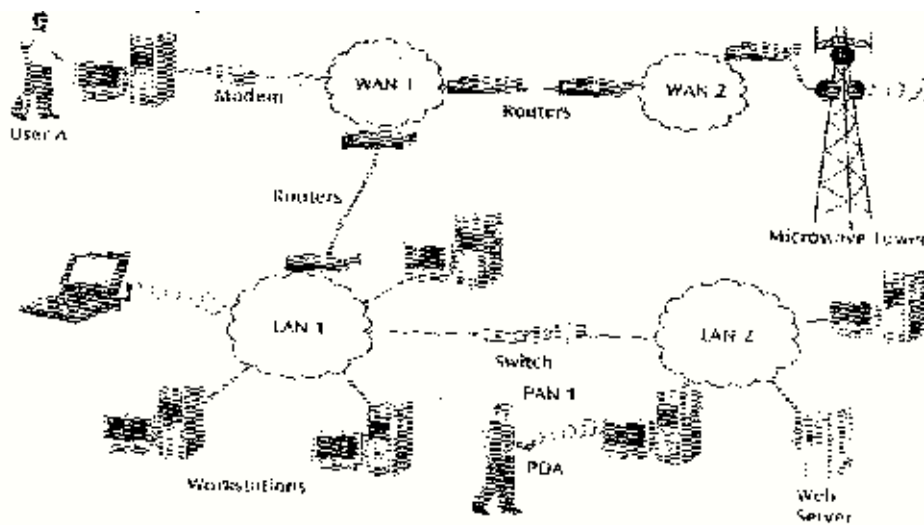 WAN 1
Modem
WAN 2
Routers
User A
Routers
Microwave Tower
LAN 1
LAN 2
Switch
PAN 1
PDA
Workstations
Web
Server